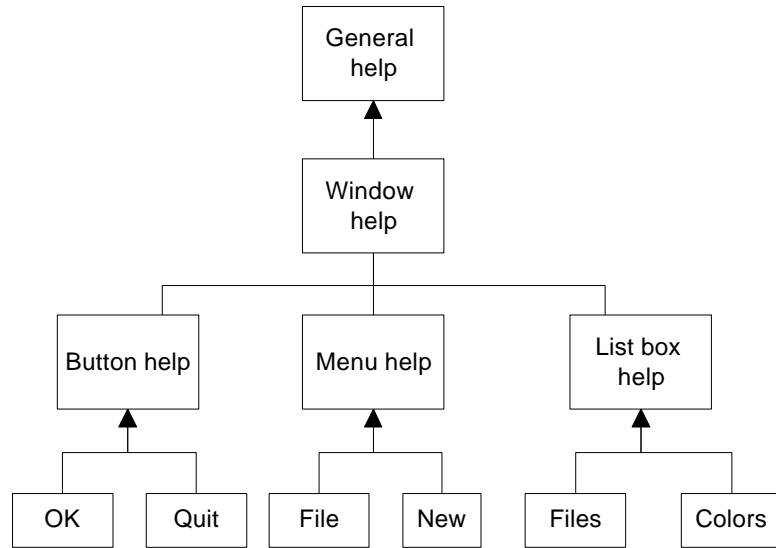 General
help
Window
help
Button help
Menu help
List box
help
OK
Quit
File
New
Files
Colors